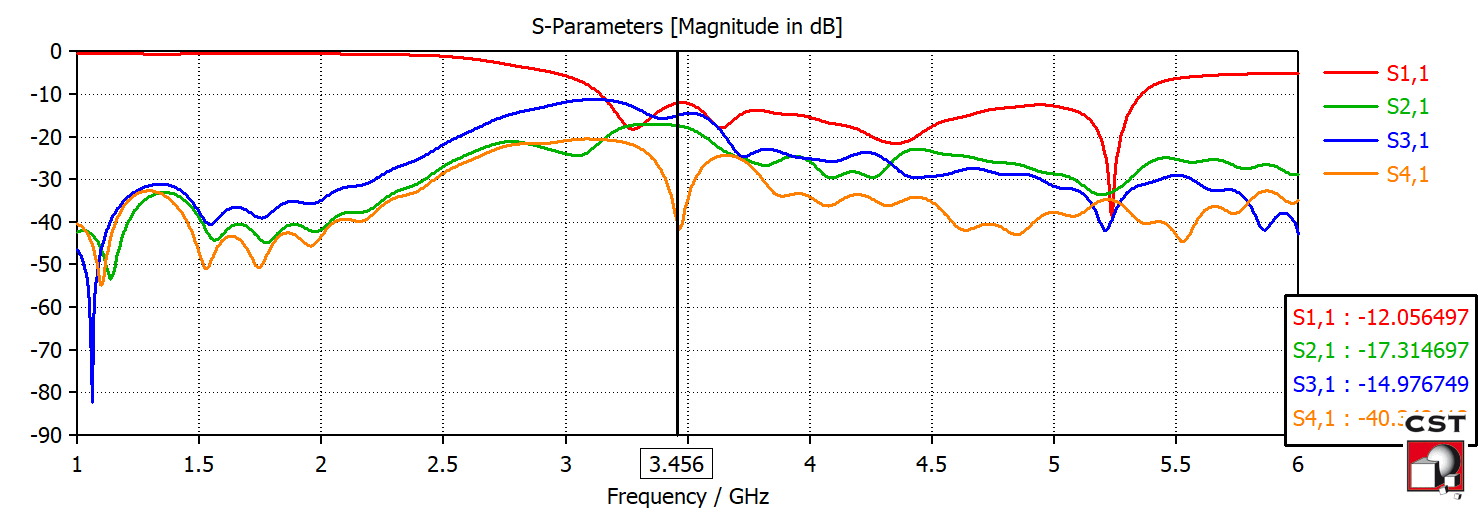 S-Parameters [Magnitude in dB]
0
-10
-20
-30
-40
-50
-60
-70
-80
-90
1
1.5
2
2.5
3
3.456
4
4.5
5
5.5
6
Frequency / GHz
S1,1
S2,1
S3,1
S4,1
S1,1 : -12.056497
S2,1 : -17.314697
S3,1 : -14.976749
S4,1 :
CST